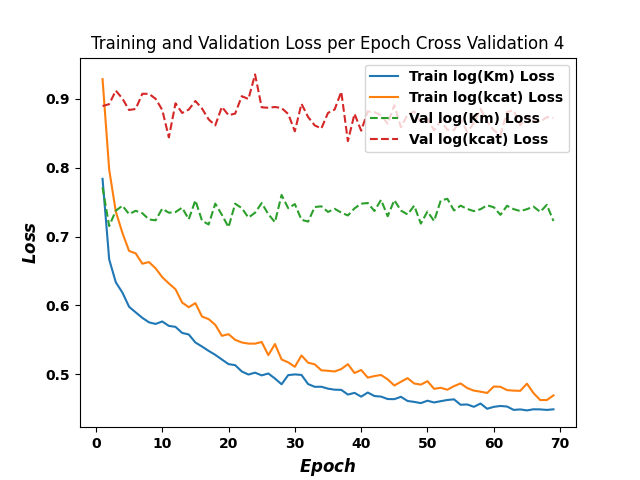 Training and Validation Loss per Epoch Cross Validation 4
Train log(Km) Loss
Train log(kcat) Loss
Val log(Km) Loss
Val log(kcat) Loss
Loss
0.9
0.8
0.7
0.6
0.5
0 10 20 30 40 50 60 70
Epoch